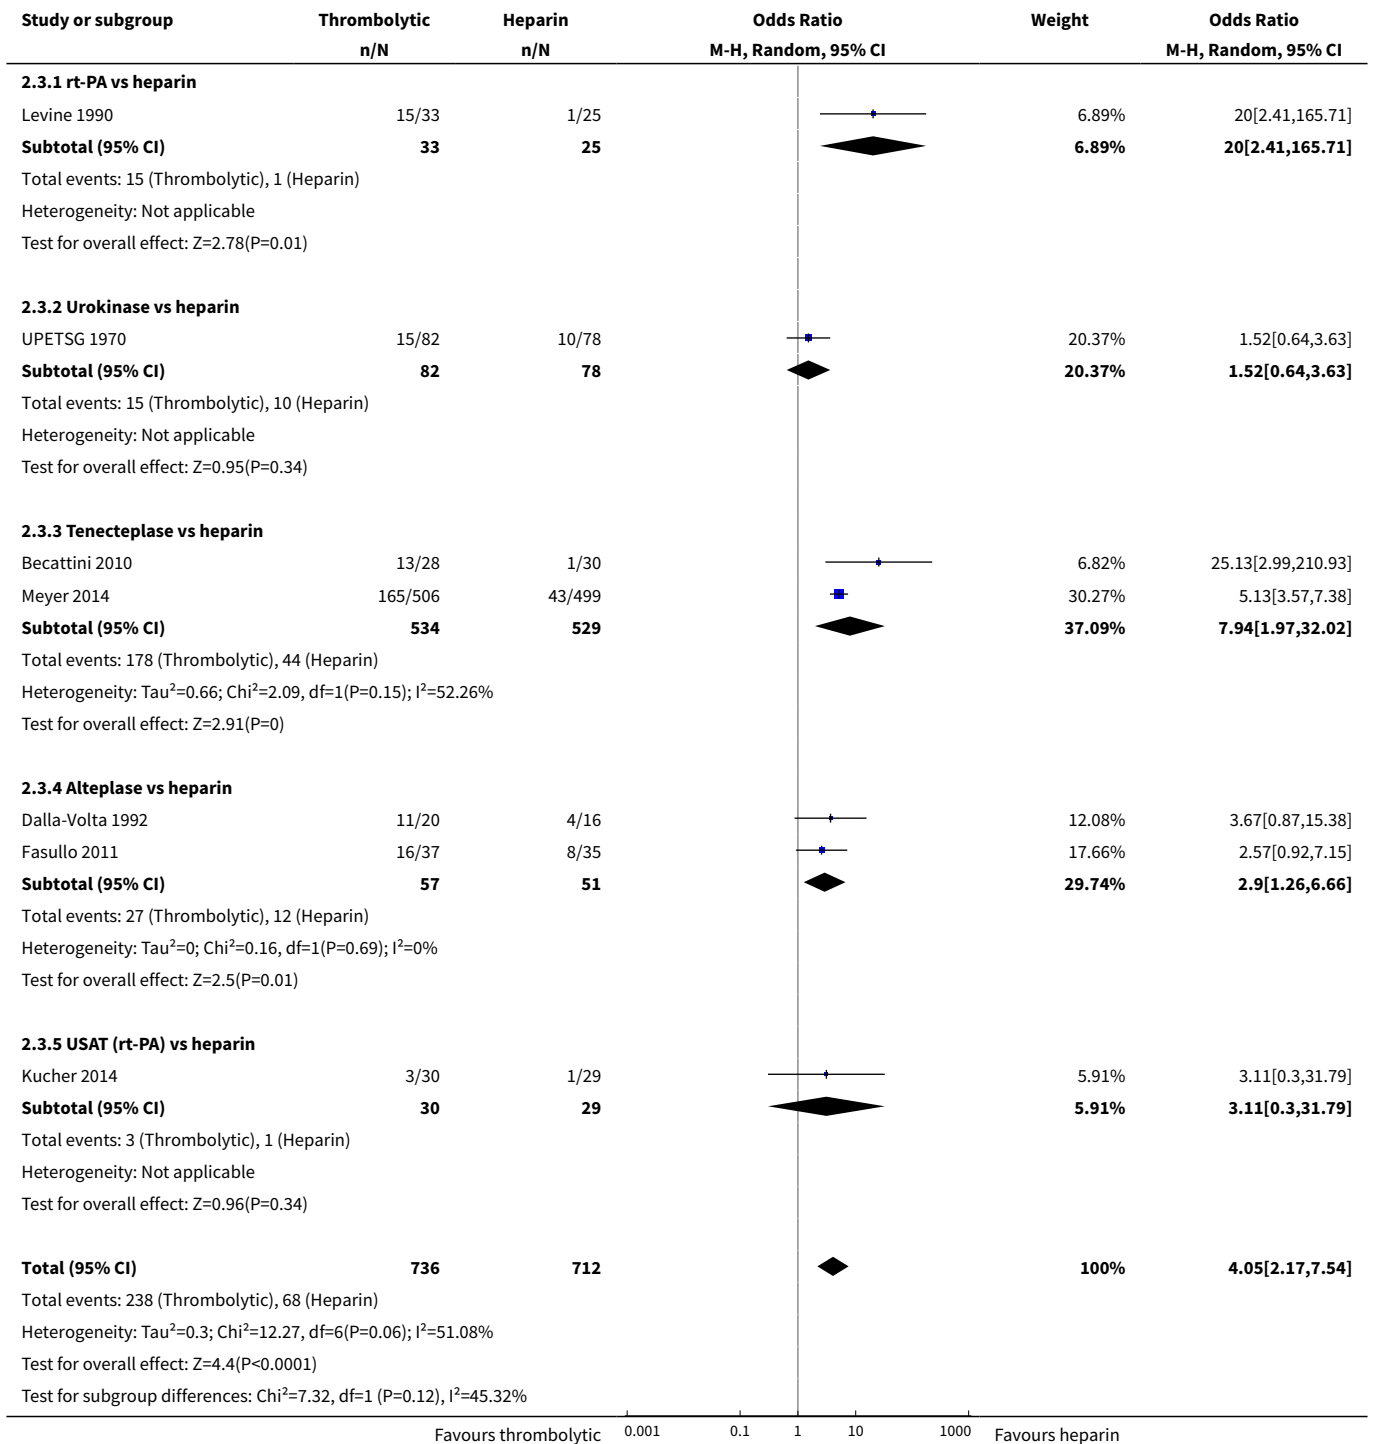 Study or subgroup Thrombolytic Heparin Odds Ratio Weight Odds Ratio
n/N n/N M-H, Random, 95% CI M-H, Random, 95% CI
2.3.1 rt-PA vs heparin
Levine 1990 15/33 1/25 6.89% 20[2.41,165.71]
Subtotal (95% CI) 33 25 6.89% 20[2.41,165.71]
Total events: 15 (Thrombolytic), 1 (Heparin)
Heterogeneity: Not applicable
Test for overall effect: Z=2.78(P=0.01)
2.3.2 Urokinase vs heparin
UPETSG 1970 15/82 10/78 20.37% 1.52[0.64,3.63]
Subtotal (95% CI) 82 78 20.37% 1.52[0.64,3.63]
Total events: 15 (Thrombolytic), 10 (Heparin)
Heterogeneity: Not applicable
Test for overall effect: Z=0.95(P=0.34)
2.3.3 Tenecteplase vs heparin
Becattini 2010 13/28 1/30 6.82% 25.13[2.99,210.93]
Meyer 2014 165/506 43/499 30.27% 5.13[3.57,7.38]
Subtotal (95% CI) 534 529 37.09% 7.94[1.97,32.02]
Total events: 178 (Thrombolytic), 44 (Heparin)
Heterogeneity: Tau²=0.66; Chi²=2.09, df=1(P=0.15); I²=52.26%
Test for overall effect: Z=2.91(P=0)
2.3.4 Alteplase vs heparin
Dalla-Volta 1992 11/20 4/16 12.08% 3.67[0.87,15.38]
Fasullo 2011 16/37 8/35 17.66% 2.57[0.92,7.15]
Subtotal (95% CI) 57 51 29.74% 2.9[1.26,6.66]
Total events: 27 (Thrombolytic), 12 (Heparin)
Heterogeneity: Tau²=0; Chi²=0.16, df=1(P=0.69); I²=0%
Test for overall effect: Z=2.5(P=0.01)
2.3.5 USAT (rt-PA) vs heparin
Kucher 2014 3/30 1/29 5.91% 3.11[0.3,31.79]
Subtotal (95% CI) 30 29 5.91% 3.11[0.3,31.79]
Total events: 3 (Thrombolytic), 1 (Heparin)
Heterogeneity: Not applicable
Test for overall effect: Z=0.96(P=0.34)
Total (95% CI) 736 712 100% 4.05[2.17,7.54]
Total events: 238 (Thrombolytic), 68 (Heparin)
Heterogeneity: Tau²=0.3; Chi²=12.27, df=6(P=0.06); I²=51.08%
Test for overall effect: Z=4.4(P<0.0001)
Test for subgroup differences: Chi²=7.32, df=1 (P=0.12), I²=45.32%
Favours thrombolytic 0.001 0.1 1 10 1000 Favours heparin